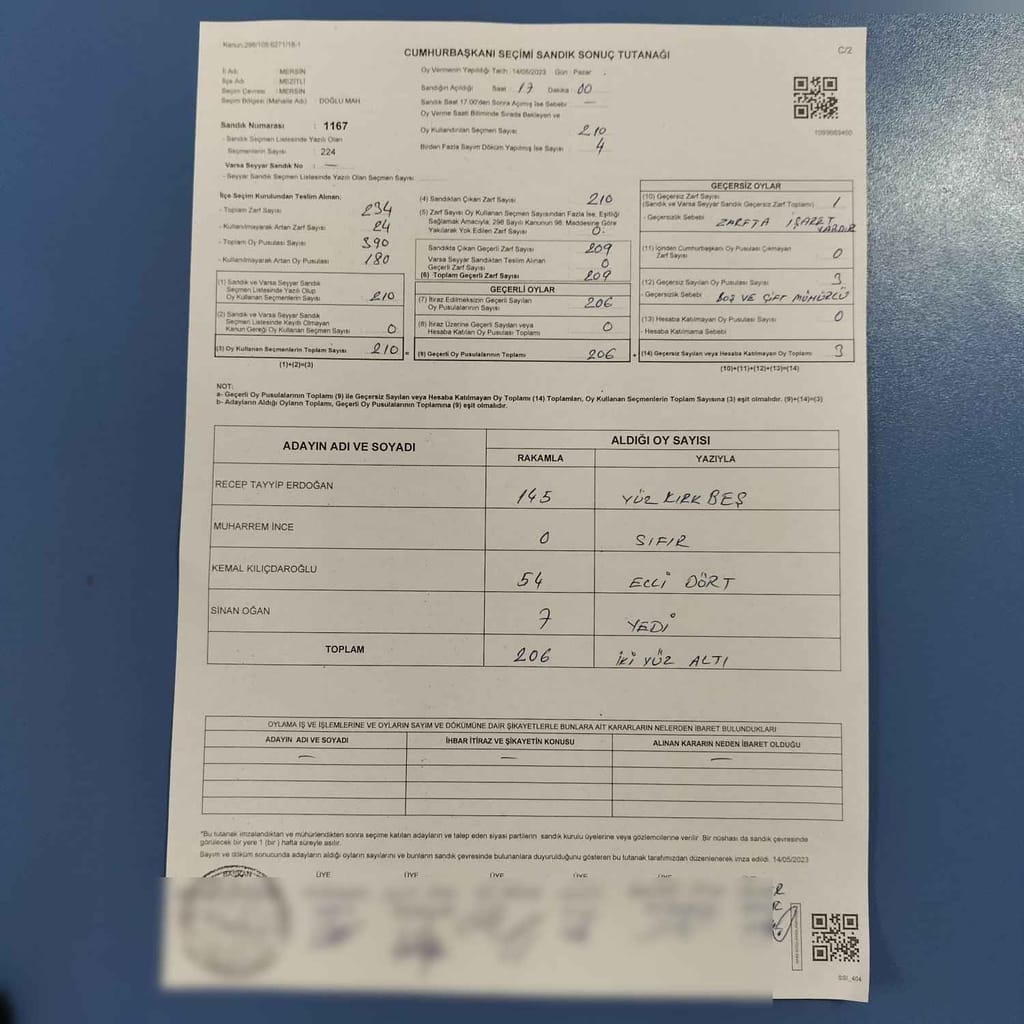 Kanun:298/105 6271/18-1
C/2
CUMHURBAŞKANI SEÇİMİ SANDIK SONUÇ TUTANAĞI
İl Adı : MERSİN
İlçe Adı : MEZİTLİ
Seçim Çevresi : MERSİN
Seçim Bölgesi (Mahalle Adı) : DOĞLU MAH.
Sandık Numarası : 1167
- Sandık Seçmen Listesinde Yazılı Olan
Seçmenlerin Sayısı : 224
Varsa Seyyar Sandık No : —
- Seyyar Sandık Seçmen Listesinde Yazılı Olan Seçmen Sayısı
Oy Vermenin Yapıldığı Tarih : 14/05/2023 Gün : Pazar
Sandığın Açıldığı Saat 17 Dakika 00
Sandık Saat 17.00'den Sonra Açılmış İse Sebebi —
Oy Verme Saati Bitiminde Sırada Bekleyen ve
Oy Kullandırılan Seçmen Sayısı 210
Birden Fazla Sayım Döküm Yapılmış İse Sayısı 4
İlçe Seçim Kurulundan Teslim Alınan:
- Toplam Zarf Sayısı 234
- Kullanılmayarak Artan Zarf Sayısı 24
- Toplam Oy Pusulası Sayısı 390
- Kullanılmayarak Artan Oy Pusulası 180
(1) Sandık ve Varsa Seyyar Sandık
Seçmen Listesinde Yazılı Olup
Oy Kullanan Seçmenlerin Sayısı 210
(2) Sandık ve Varsa Seyyar Sandık
Seçmen Listesinde Kayıtlı Olmayan
Kanun Gereği Oy Kullanan Seçmen Sayısı 0
(3) Oy Kullanan Seçmenlerin Toplam Sayısı 210 =
(1)+(2)=(3)
(4) Sandıktan Çıkan Zarf Sayısı 210
(5) Zarf Sayısı Oy Kullanan Seçmen Sayısından Fazla İse, Eşitliği
Sağlamak Amacıyla; 298 Sayılı Kanunun 98. Maddesine Göre
Yakılarak Yok Edilen Zarf Sayısı 0
Sandıkta Çıkan Geçerli Zarf Sayısı 209
Varsa Seyyar Sandıktan Teslim Alınan
Geçerli Zarf Sayısı 0
(6) Toplam Geçerli Zarf Sayısı 209
GEÇERLİ OYLAR
(7) İtiraz Edilmeksizin Geçerli Sayılan
Oy Pusulalarının Sayısı 206
(8) İtiraz Üzerine Geçerli Sayılan veya
Hesaba Katılan Oy Pusulası Toplamı 0
(9) Geçerli Oy Pusulalarının Toplamı 206 +
GEÇERSİZ OYLAR
(10) Geçersiz Zarf Sayısı
(Sandık ve Varsa Seyyar Sandık Geçersiz Zarf Toplamı) 1
- Geçersizlik Sebebi ZARFTA İŞARET VARDIR
(11) İçinden Cumhurbaşkanı Oy Pusulası Çıkmayan
Zarf Sayısı 0
(12) Geçersiz Sayılan Oy Pusulası Sayısı 3
- Geçersizlik Sebebi BOŞ VE ÇİFT MÜHÜRLÜ
(13) Hesaba Katılmayan Oy Pusulası Sayısı 0
- Hesaba Katılmama Sebebi
(14) Geçersiz Sayılan veya Hesaba Katılmayan Oy Toplamı 3
(10)+(11)+(12)+(13)=(14)
NOT:
a- Geçerli Oy Pusulalarının Toplamı (9) ile Geçersiz Sayılan veya Hesaba Katılmayan Oy Toplamı (14) Toplamları, Oy Kullanan Seçmenlerin Toplam Sayısına (3) eşit olmalıdır. (9)+(14)=(3)
b- Adayların Aldığı Oyların Toplamı, Geçerli Oy Pusulalarının Toplamına (9) eşit olmalıdır.
ADAYIN ADI VE SOYADI
ALDIĞI OY SAYISI
RAKAMLA YAZIYLA
RECEP TAYYİP ERDOĞAN 145 YÜZ KIRK BEŞ
MUHARREM İNCE 0 SIFIR
KEMAL KILIÇDAROĞLU 54 ELLİ DÖRT
SİNAN OĞAN 7 YEDİ
TOPLAM 206 İKİ YÜZ ALTI
OYLAMA İŞ VE İŞLEMLERİNE VE OYLARIN SAYIM VE DÖKÜMÜNE DAİR ŞİKAYETLERLE BUNLARA AİT KARARLARIN NELERDEN İBARET BULUNDUKLARI
ADAYIN ADI VE SOYADI İHBAR İTİRAZ VE ŞİKAYETİN KONUSU ALINAN KARARIN NEDEN İBARET OLDUĞU
— — —
"Bu tutanak imzalandıktan ve mühürlendikten sonra seçime katılan adayların ve talep eden siyasi partilerin sandık kurulu üyelerine veya gözlemcilerine verilir. Bir nüshası da sandık çevresinde
görülecek bir yere 1 (bir) hafta süreyle asılır.
Sayım ve döküm sonucunda adayların aldığı oyların sayılarını ve bunların sandık çevresinde bulunanlara duyurulduğunu gösteren bu tutanak tarafımızdan düzenlenerek imza edildi. 14/05/2023
BAŞKAN ÜYE ÜYE ÜYE ÜYE ÜYE
SSI_404